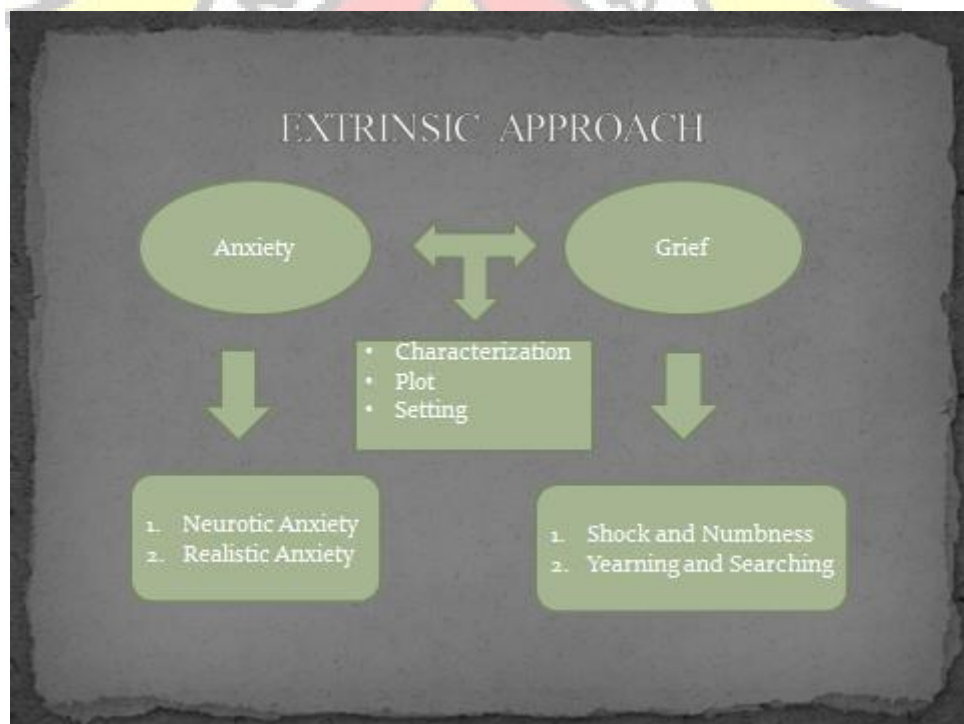 EXTRINSIC APPROACH
Anxiety
Grief
• Characterization
• Plot
• Setting
1. Neurotic Anxiety
2. Realistic Anxiety
1. Shock and Numbness
2. Yearning and Searching